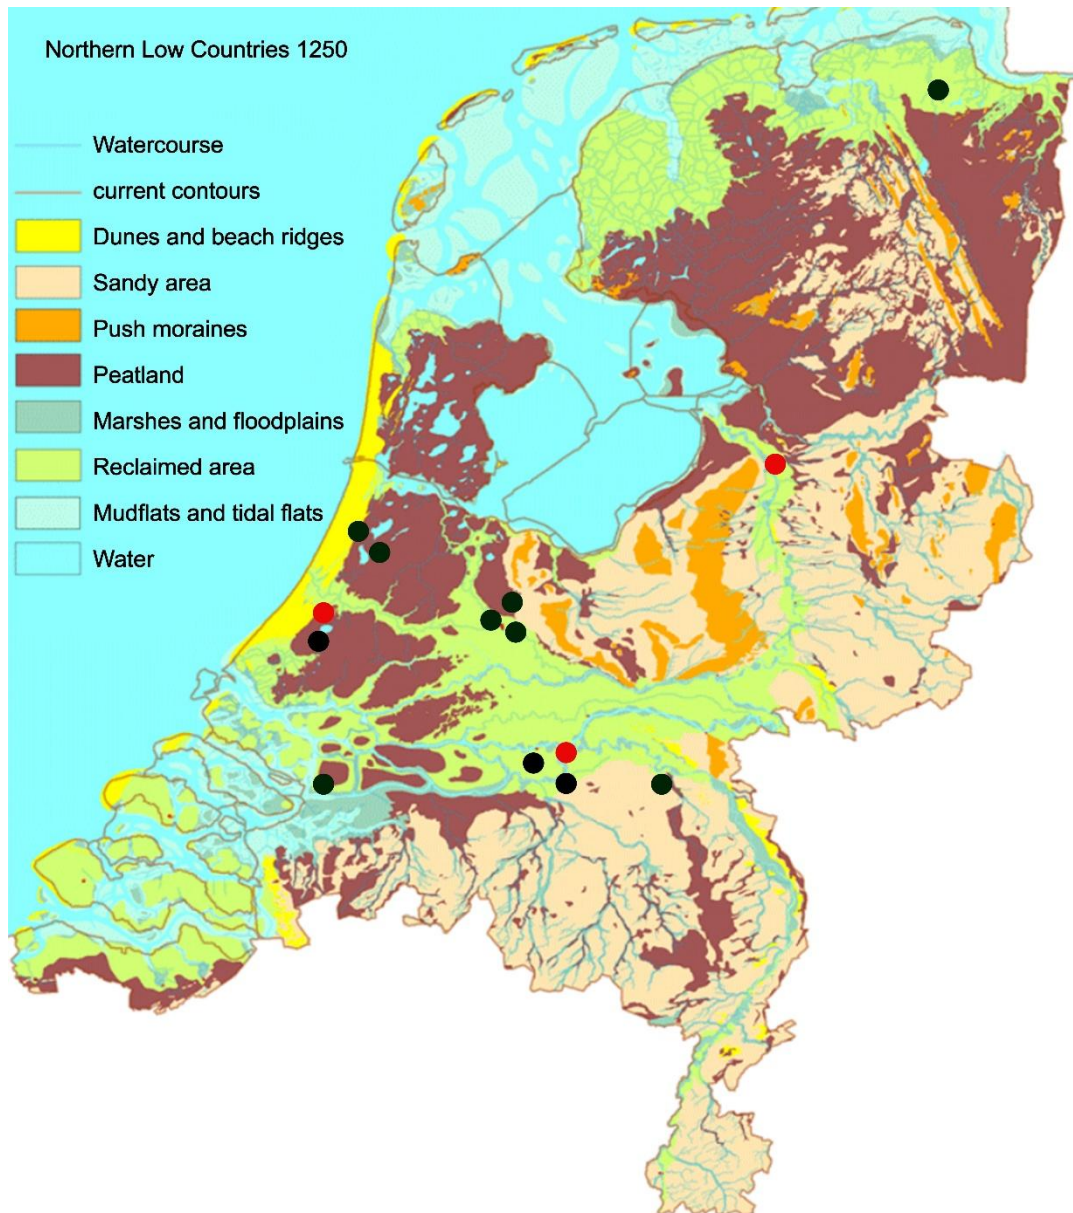 Northern Low Countries 1250
Watercourse
current contours
Dunes and beach ridges
Sandy area
Push moraines
Peatland
Marshes and floodplains
Reclaimed area
Mudflats and tidal flats
Water